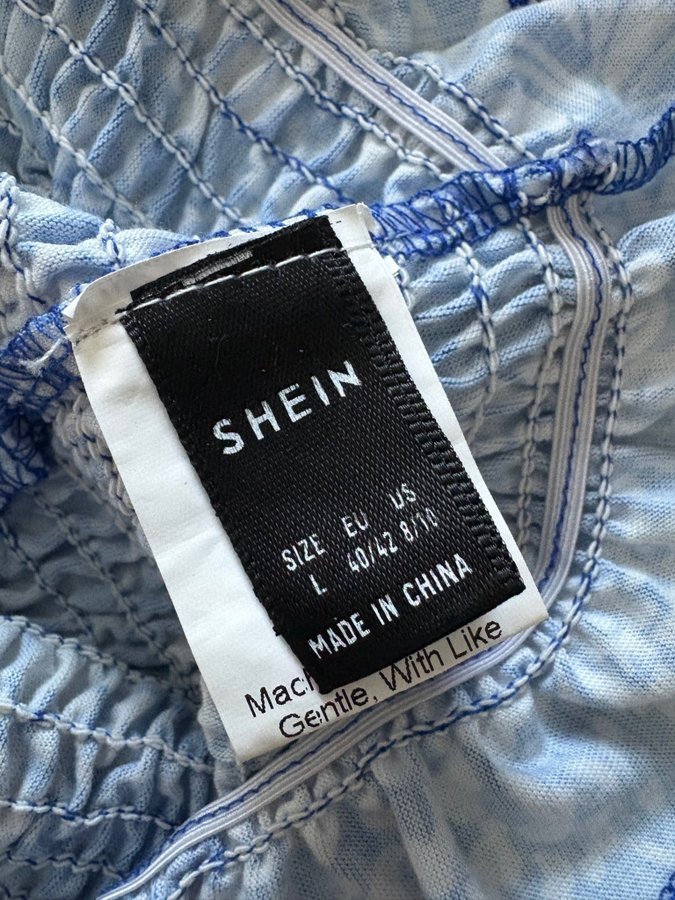 SHEIN
SIZE EU US
L 40/42 8/10
MADE IN CHINA
Gentle, With Like